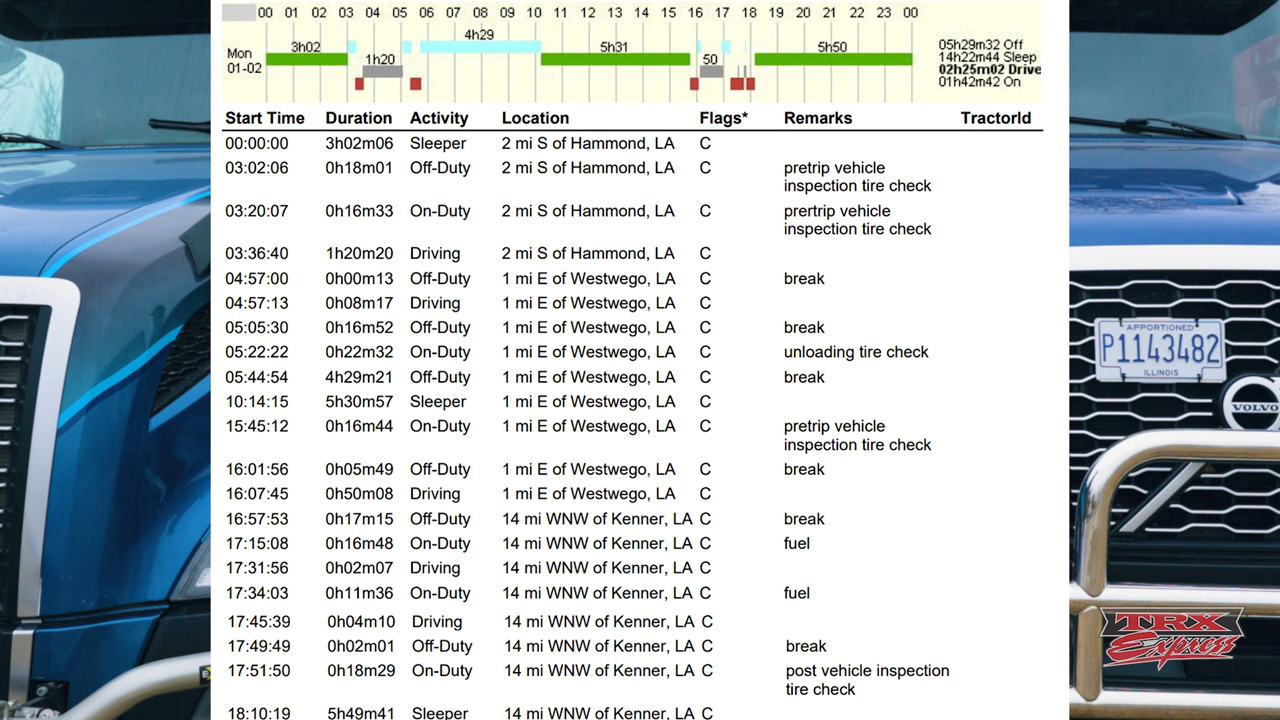 00 01 02 03 04 05 06 07 08 09 10 11 12 13 14 15 16 17 18 19 20 21 22 23 00
Mon
01-02
3h02 1h20 4h29 5h31 50 5h50
05h29m32 Off
14h22m44 Sleep
02h25m02 Drive
01h42m42 On
Start Time Duration Activity Location Flags* Remarks TractorId
00:00:00 3h02m06 Sleeper 2 mi S of Hammond, LA C
03:02:06 0h18m01 Off-Duty 2 mi S of Hammond, LA C pretrip vehicle
inspection tire check
03:20:07 0h16m33 On-Duty 2 mi S of Hammond, LA C prertrip vehicle
inspection tire check
03:36:40 1h20m20 Driving 2 mi S of Hammond, LA C
04:57:00 0h00m13 Off-Duty 1 mi E of Westwego, LA C break
04:57:13 0h08m17 Driving 1 mi E of Westwego, LA C
05:05:30 0h16m52 Off-Duty 1 mi E of Westwego, LA C break
05:22:22 0h22m32 On-Duty 1 mi E of Westwego, LA C unloading tire check
05:44:54 4h29m21 Off-Duty 1 mi E of Westwego, LA C break
10:14:15 5h30m57 Sleeper 1 mi E of Westwego, LA C
15:45:12 0h16m44 On-Duty 1 mi E of Westwego, LA C pretrip vehicle
inspection tire check
16:01:56 0h05m49 Off-Duty 1 mi E of Westwego, LA C break
16:07:45 0h50m08 Driving 1 mi E of Westwego, LA C
16:57:53 0h17m15 Off-Duty 14 mi WNW of Kenner, LA C break
17:15:08 0h16m48 On-Duty 14 mi WNW of Kenner, LA C fuel
17:31:56 0h02m07 Driving 14 mi WNW of Kenner, LA C
17:34:03 0h11m36 On-Duty 14 mi WNW of Kenner, LA C fuel
17:45:39 0h04m10 Driving 14 mi WNW of Kenner, LA C
17:49:49 0h02m01 Off-Duty 14 mi WNW of Kenner, LA C break
17:51:50 0h18m29 On-Duty 14 mi WNW of Kenner, LA C post vehicle inspection
tire check
18:10:19 5h49m41 Sleeper 14 mi WNW of Kenner, LA C
APPORTIONED
P1143482
ILLINOIS
VOLVO
TRX
Express